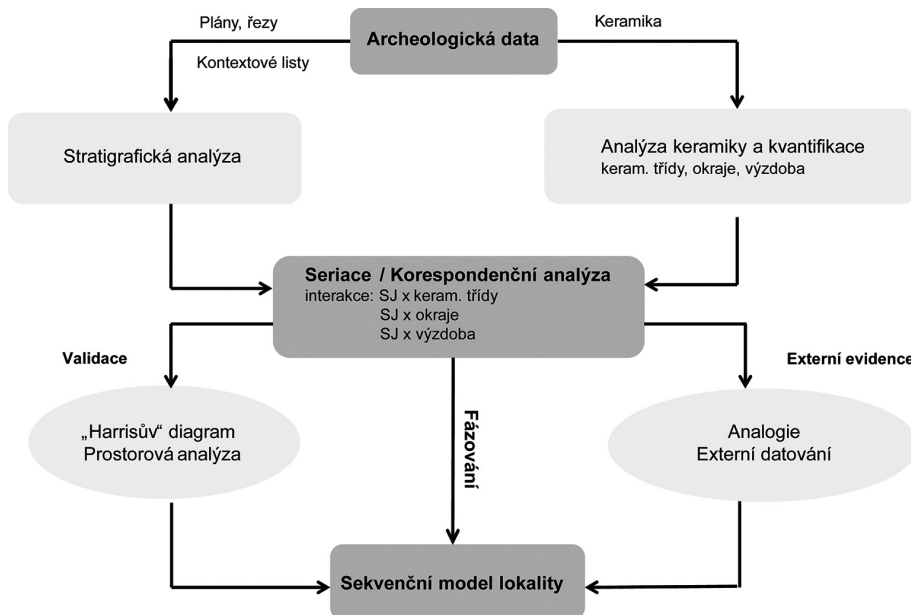 Plány, řezy
Archeologická data
Keramika
Kontextové listy
Stratigrafická analýza
Analýza keramiky a kvantifikace
keram. třídy, okraje, výzdoba
Seriace / Korespondenční analýza
interakce: SJ x keram. třídy
SJ x okraje
SJ x výzdoba
Validace
Externí evidence
„Harrisův“ diagram
Prostorová analýza
Fázování
Analogie
Externí datování
Sekvenční model lokality